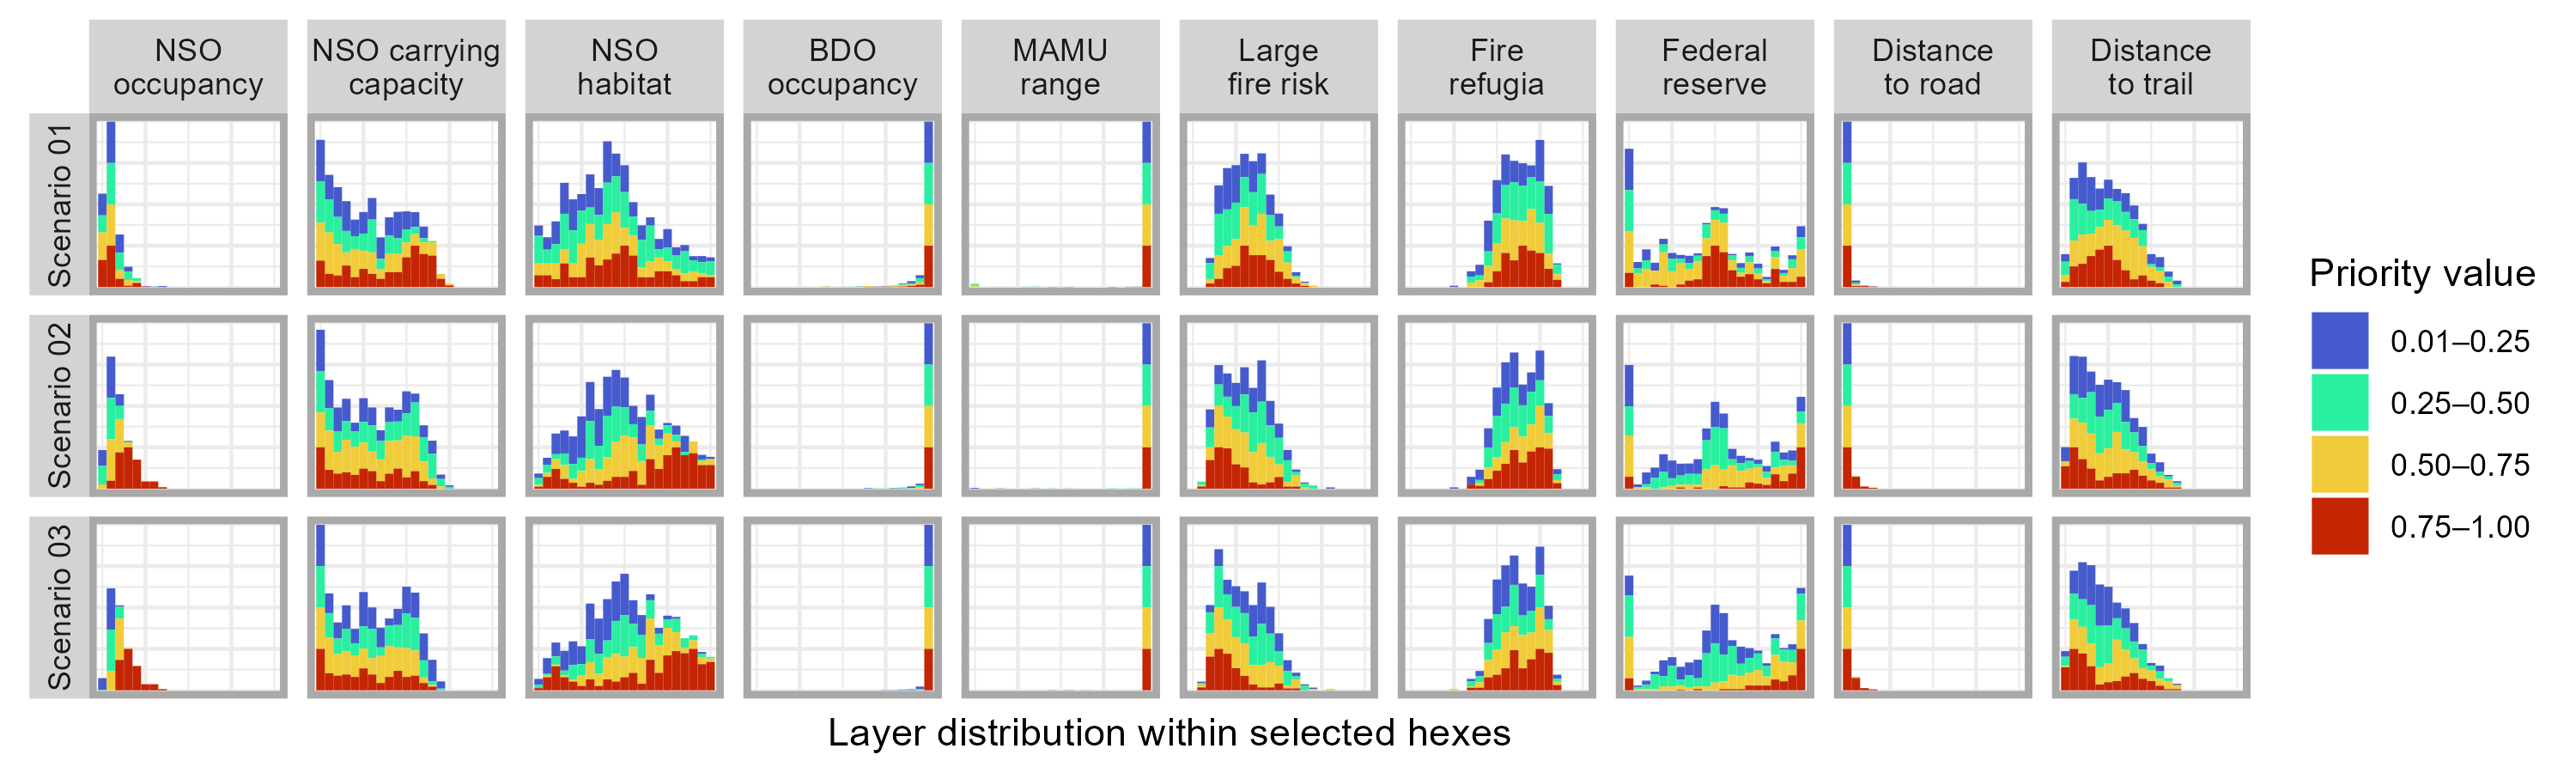 NSO
occupancy
NSO carrying
capacity
NSO
habitat
BDO
occupancy
MAMU
range
Large
fire risk
Fire
refugia
Federal
reserve
Distance
to road
Distance
to trail
Scenario 01
Scenario 02
Scenario 03
Priority value
0.01–0.25
0.25–0.50
0.50–0.75
0.75–1.00
Layer distribution within selected hexes